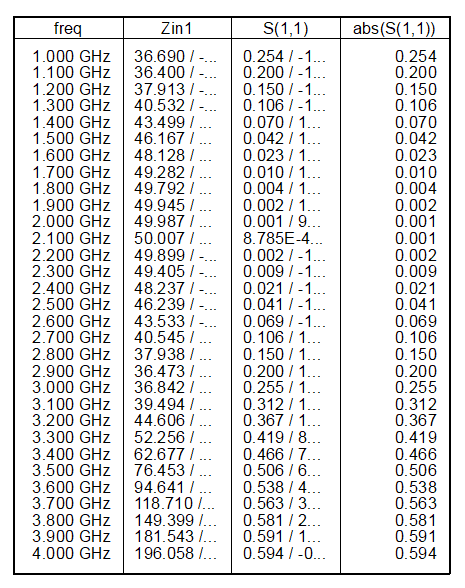 freq Zin1 S(1,1) abs(S(1,1))
1.000 GHz 36.690 / -... 0.254 / -1... 0.254
1.100 GHz 36.400 / -... 0.200 / -1... 0.200
1.200 GHz 37.913 / -... 0.150 / -1... 0.150
1.300 GHz 40.532 / -... 0.106 / -1... 0.106
1.400 GHz 43.499 / ... 0.070 / 1... 0.070
1.500 GHz 46.167 / ... 0.042 / 1... 0.042
1.600 GHz 48.128 / ... 0.023 / 1... 0.023
1.700 GHz 49.282 / ... 0.010 / 1... 0.010
1.800 GHz 49.792 / ... 0.004 / 1... 0.004
1.900 GHz 49.945 / ... 0.002 / 1... 0.002
2.000 GHz 49.987 / ... 0.001 / 9... 0.001
2.100 GHz 50.007 / ... 8.785E-4... 0.001
2.200 GHz 49.899 / -... 0.002 / -1... 0.002
2.300 GHz 49.405 / -... 0.009 / -1... 0.009
2.400 GHz 48.237 / -... 0.021 / -1... 0.021
2.500 GHz 46.239 / -... 0.041 / -1... 0.041
2.600 GHz 43.533 / -... 0.069 / -1... 0.069
2.700 GHz 40.545 / ... 0.106 / 1... 0.106
2.800 GHz 37.938 / ... 0.150 / 1... 0.150
2.900 GHz 36.473 / ... 0.200 / 1... 0.200
3.000 GHz 36.842 / ... 0.255 / 1... 0.255
3.100 GHz 39.494 / ... 0.312 / 1... 0.312
3.200 GHz 44.606 / ... 0.367 / 1... 0.367
3.300 GHz 52.256 / ... 0.419 / 8... 0.419
3.400 GHz 62.677 / ... 0.466 / 7... 0.466
3.500 GHz 76.453 / ... 0.506 / 6... 0.506
3.600 GHz 94.641 / ... 0.538 / 4... 0.538
3.700 GHz 118.710 /... 0.563 / 3... 0.563
3.800 GHz 149.399 /... 0.581 / 2... 0.581
3.900 GHz 181.543 /... 0.591 / 1... 0.591
4.000 GHz 196.058 /... 0.594 / -0... 0.594